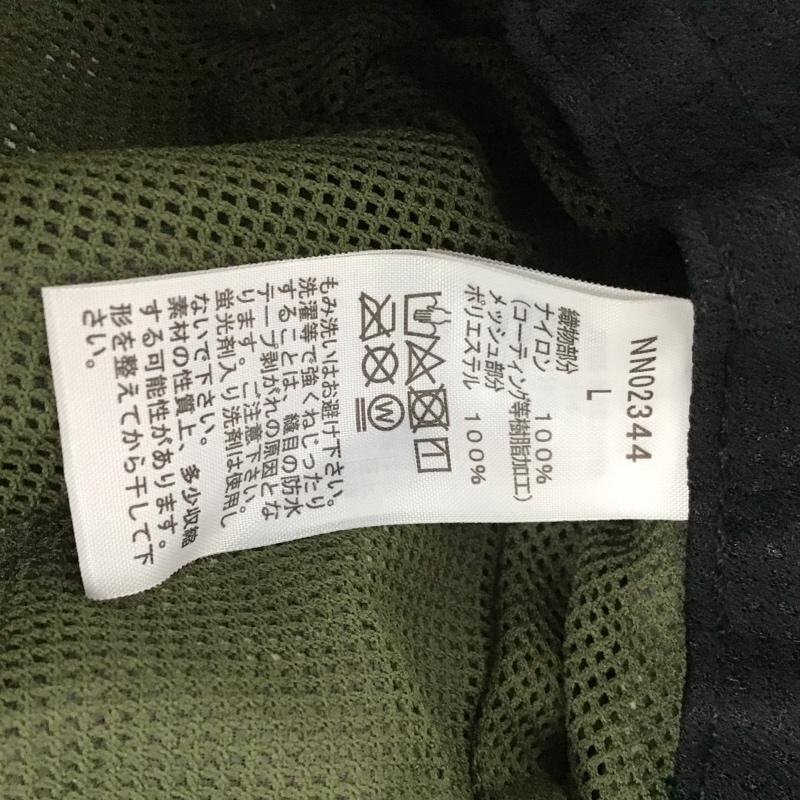 NN02344
L
織物部分
ナイロン 100%
(コーティング等樹脂加工)
メッシュ部分
ポリエステル 100%
W
もみ洗いはお避け下さい。
洗濯等で強くねじったり
することは、縫目の防水
テープ剥がれの原因とな
ります。ご注意下さい。
蛍光剤入り洗剤は使用し
ないで下さい。
素材の性質上、多少収縮
する可能性があります。
形を整えてから干して下
さい。